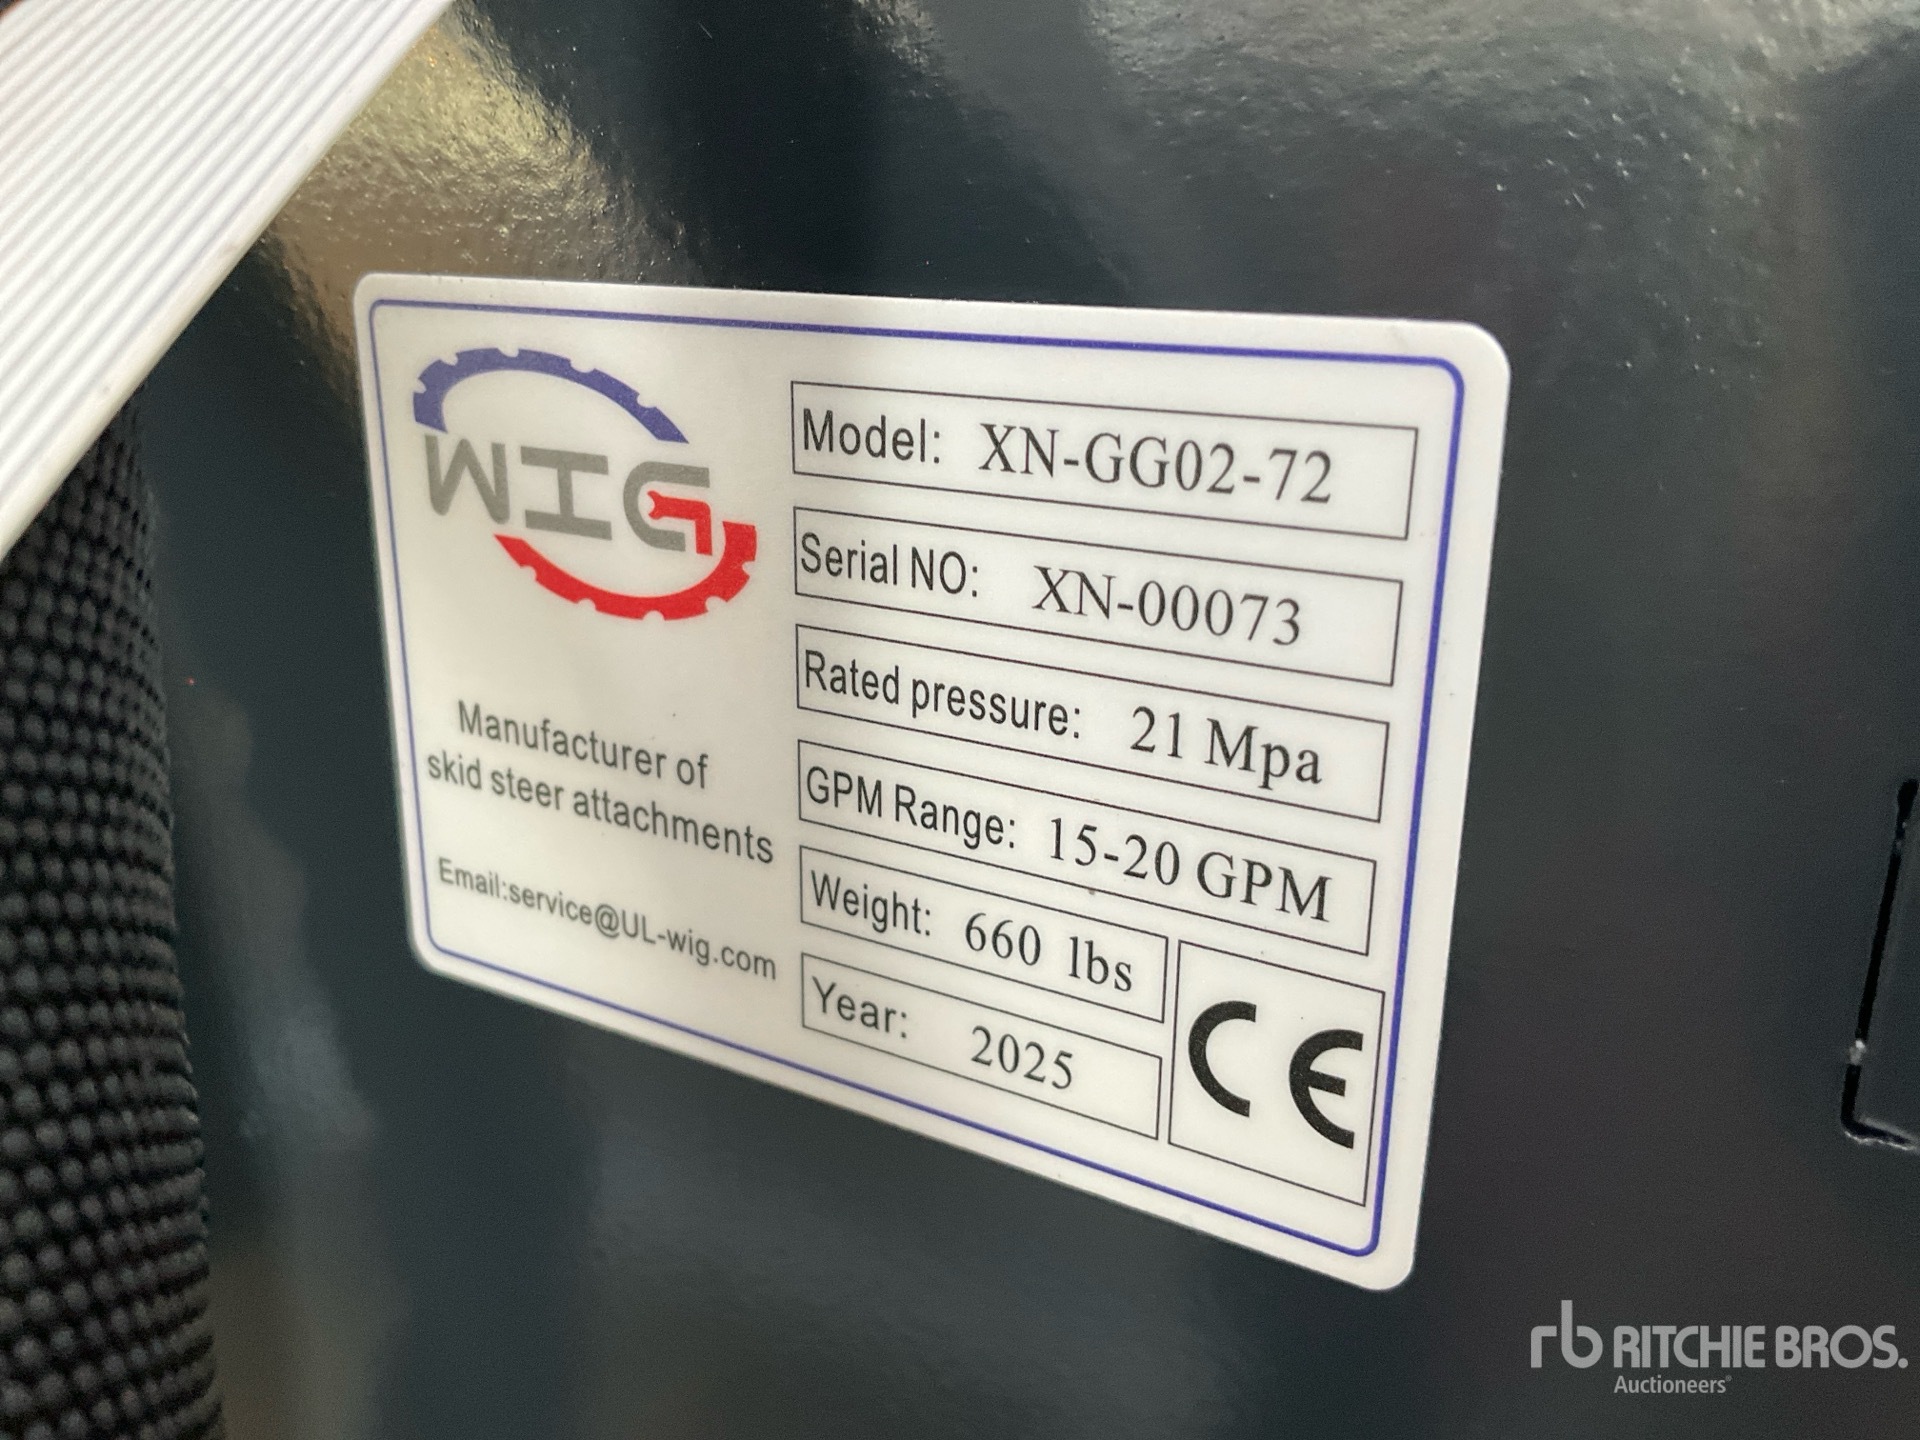 WIG
Manufacturer of
skid steer attachments
Email:service@UL-wig.com
Model: XN-GG02-72
Serial NO: XN-00073
Rated pressure: 21 Mpa
GPM Range: 15-20 GPM
Weight: 660 lbs
Year: 2025
CE
rb RITCHIE BROS.
Auctioneers®